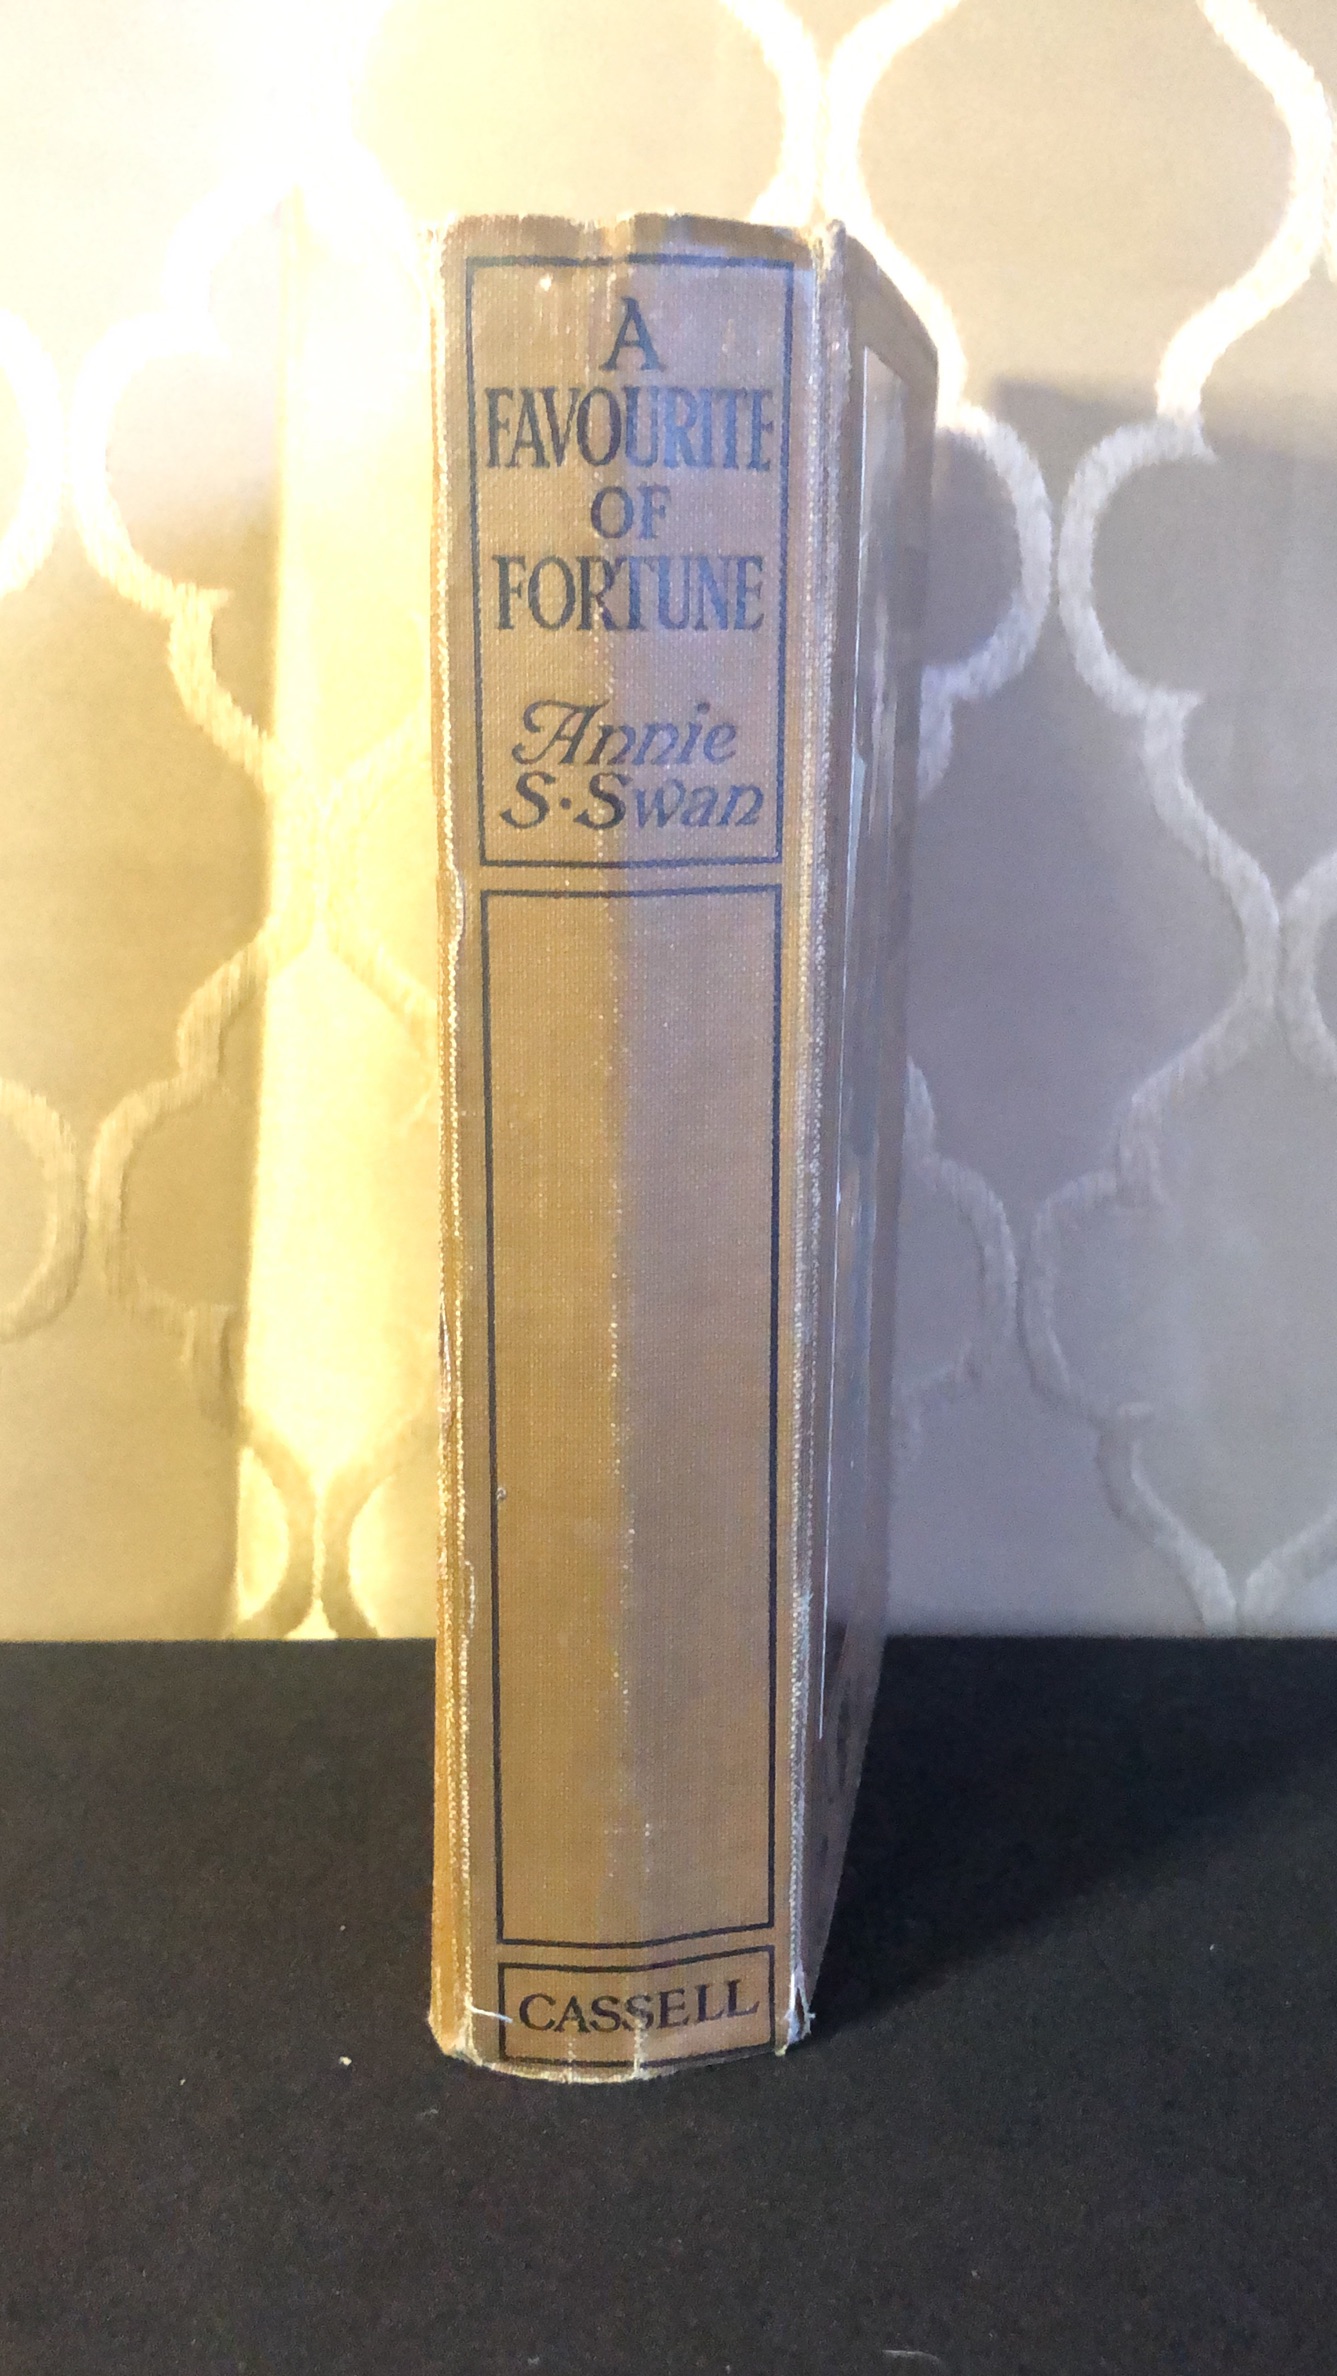 A
FAVOURITE
OF
FORTUNE
Annie
S·Swan
CASSELL